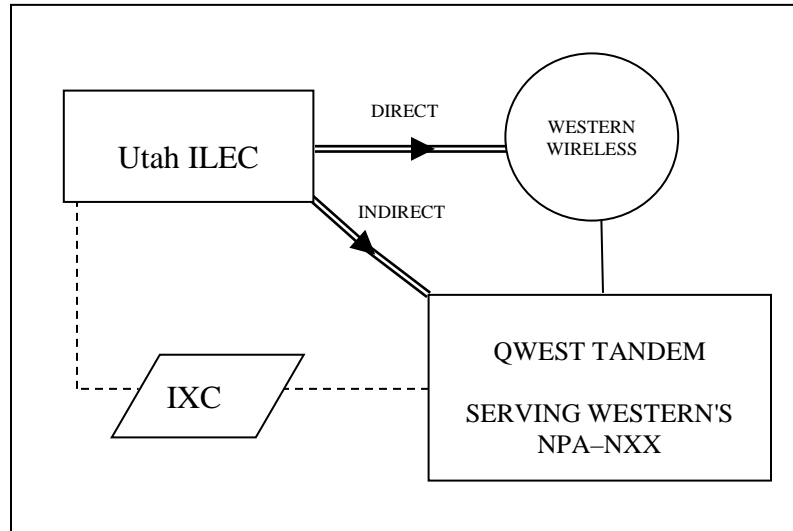 DIRECT
WESTERN
WIRELESS
Utah ILEC
INDIRECT
QWEST TANDEM
IXC
SERVING WESTERN'S
NPA–NXX